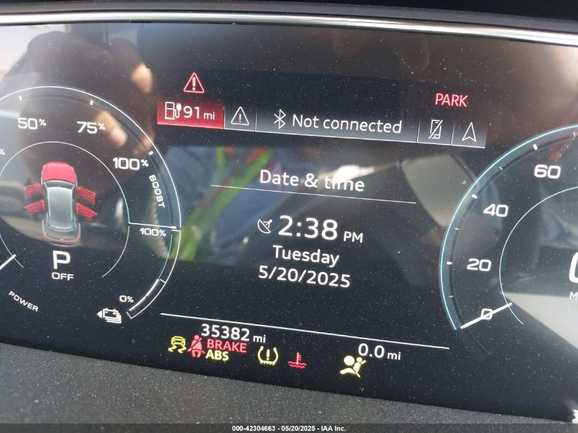 PARK
91 mi
Not connected
50%
75%
100%
BOOST
100%
0%
POWER
P
OFF
Date & time
2:38 PM
Tuesday
5/20/2025
60
40
20
0
35382 mi
BRAKE
ABS
0.0 mi
000-42304663 - 05/20/2025 - IAA Inc.